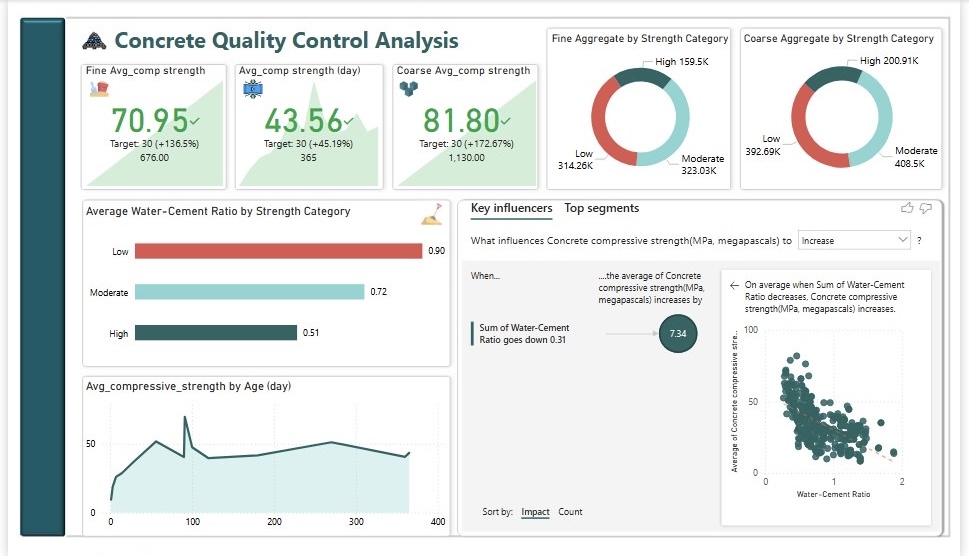 Concrete Quality Control Analysis
Fine Avg_comp strength
70.95
Target: 30 (+136.5%)
676.00
Avg_comp strength (day)
43.56
Target: 30 (+45.19%)
365
Coarse Avg_comp strength
81.80
Target: 30 (+172.67%)
1,130.00
Fine Aggregate by Strength Category
High 159.5K
Low
314.26K
Moderate
323.03K
Coarse Aggregate by Strength Category
High 200.91K
Low
392.69K
Moderate
408.5K
Average Water-Cement Ratio by Strength Category
Low 0.90
Moderate 0.72
High 0.51
Avg_compressive_strength by Age (day)
50
0
0 100 200 300 400
Key influencers Top segments
What influences Concrete compressive strength(MPa, megapascals) to Increase ?
When...
....the average of Concrete
compressive strength(MPa,
megapascals) increases by
Sum of Water-Cement
Ratio goes down 0.31
7.34
Sort by: Impact Count
On average when Sum of Water-Cement
Ratio decreases, Concrete compressive
strength(MPa, megapascals) increases.
Average of Concrete compressive stre...
100
50
0
0 1 2
Water-Cement Ratio